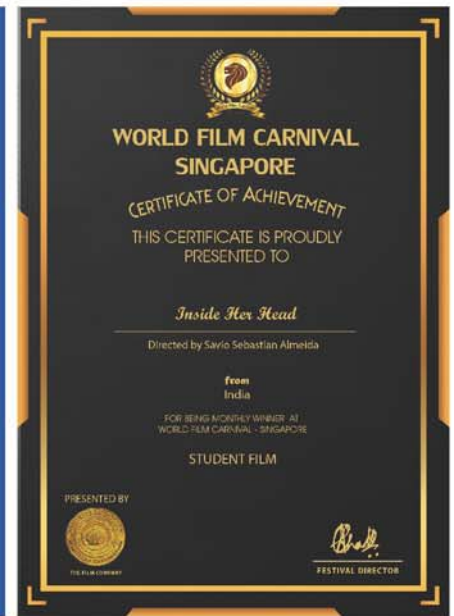 WORLD FILM CARNIVAL
SINGAPORE
CERTIFICATE OF ACHIEVEMENT
THIS CERTIFICATE IS PROUDLY
PRESENTED TO
Inside Her Head
Directed by Savio Sebastian Almeida
from
India
FOR BEING MONTHLY WINNER AT
WORLD FILM CARNIVAL - SINGAPORE
STUDENT FILM
PRESENTED BY
THE FILM COMPANY
FESTIVAL DIRECTOR